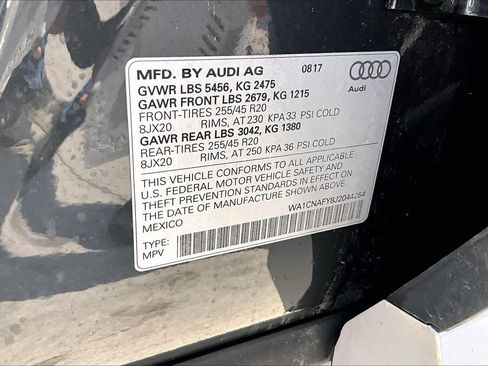 MFD. BY AUDI AG 0817
GVWR LBS 5456, KG 2475
GAWR FRONT LBS 2679, KG 1215
FRONT-TIRES 255/45 R20
8JX20 RIMS, AT 230 KPA 33 PSI COLD
GAWR REAR LBS 3042, KG 1380
REAR-TIRES 255/45 R20
8JX20 RIMS, AT 250 KPA 36 PSI COLD
Audi
THIS VEHICLE CONFORMS TO ALL APPLICABLE
U.S. FEDERAL MOTOR VEHICLE SAFETY AND
THEFT PREVENTION STANDARDS IN EFFECT ON
THE DATE OF MANUFACTURE SHOWN ABOVE.
MEXICO
WA1CNAFY8J2044264
TYPE:
MPV